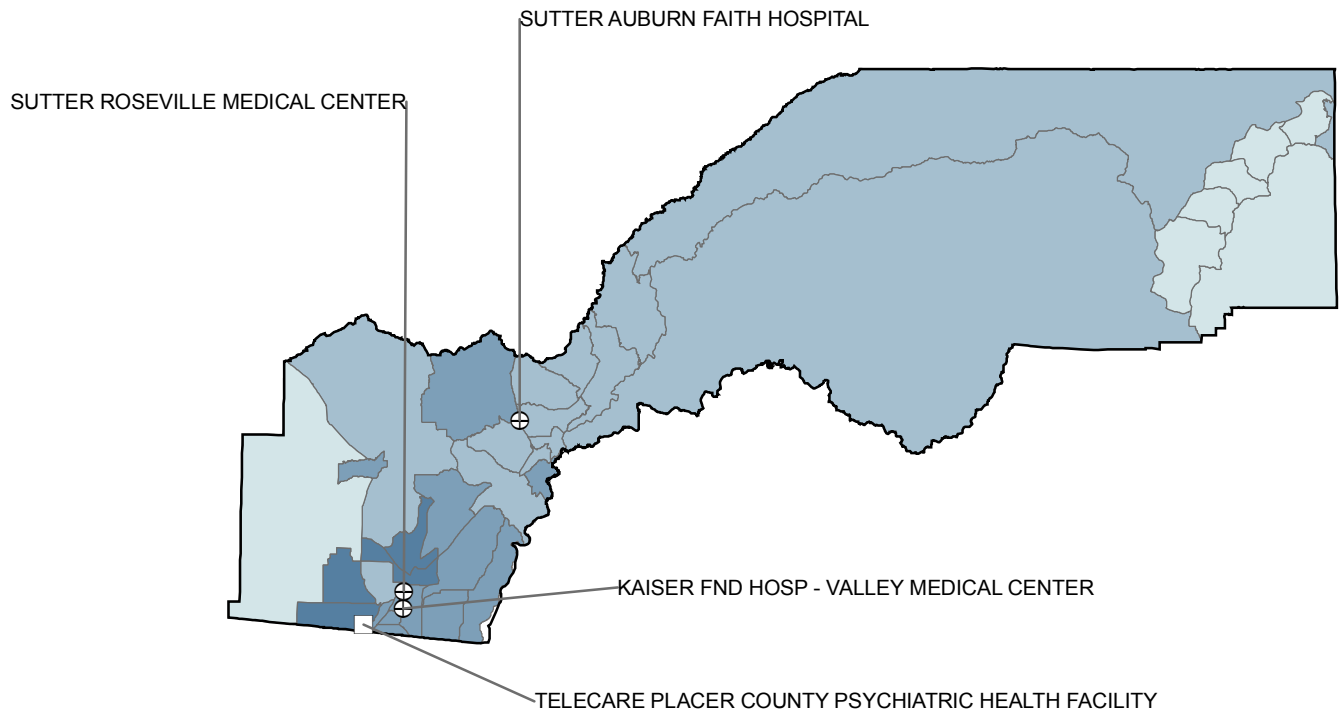 SUTTER AUBURN FAITH HOSPITAL
SUTTER ROSEVILLE MEDICAL CENTER
KAISER FND HOSP - VALLEY MEDICAL CENTER
TELECARE PLACER COUNTY PSYCHIATRIC HEALTH FACILITY